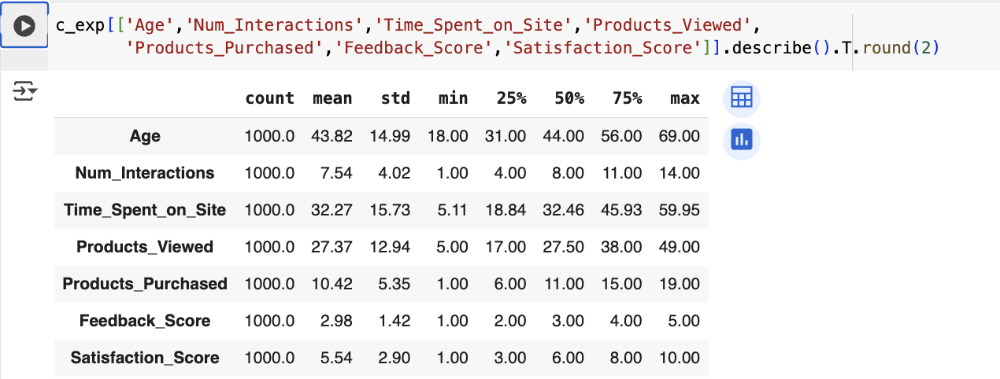 c_exp[['Age','Num_Interactions','Time_Spent_on_Site','Products_Viewed',
'Products_Purchased','Feedback_Score','Satisfaction_Score']].describe().T.round(2)
count mean std min 25% 50% 75% max
Age 1000.0 43.82 14.99 18.00 31.00 44.00 56.00 69.00
Num_Interactions 1000.0 7.54 4.02 1.00 4.00 8.00 11.00 14.00
Time_Spent_on_Site 1000.0 32.27 15.73 5.11 18.84 32.46 45.93 59.95
Products_Viewed 1000.0 27.37 12.94 5.00 17.00 27.50 38.00 49.00
Products_Purchased 1000.0 10.42 5.35 1.00 6.00 11.00 15.00 19.00
Feedback_Score 1000.0 2.98 1.42 1.00 2.00 3.00 4.00 5.00
Satisfaction_Score 1000.0 5.54 2.90 1.00 3.00 6.00 8.00 10.00